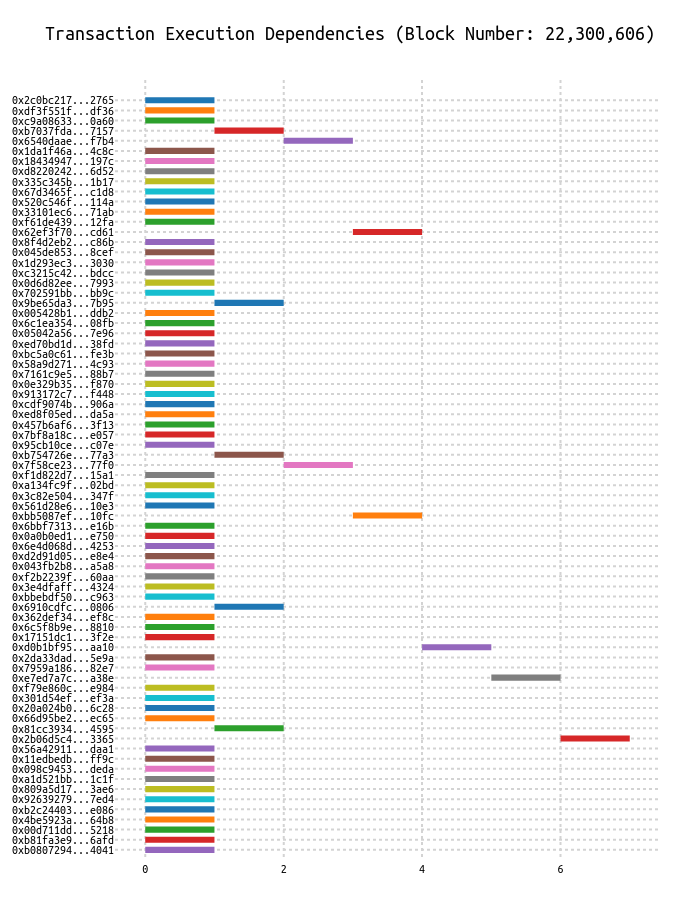 Transaction Execution Dependencies (Block Number: 22,300,606)
0x2c0bc217...2765
0xdf3f551f...df36
0xc9a08633...0a60
0xb7037fda...7157
0x6540daae...f7b4
0x1da1f46a...4c8c
0x18434947...197c
0xd8220242...6d52
0x335c345b...1b17
0x67d3465f...c1d8
0x520c546f...114a
0x33101ec6...71ab
0xf61de439...12fa
0x62ef3f70...cd61
0x8f4d2eb2...c86b
0x045de853...8cef
0x1d293ec3...3030
0xc3215c42...bdcc
0x0d6d82ee...7993
0x702591bb...bb9c
0x9be65da3...7b95
0x005428b1...ddb2
0x6c1ea354...08fb
0x05042a56...7e96
0xed70bd1d...38fd
0xbc5a0c61...fe3b
0x58a9d271...4c93
0x7161c9e5...88b7
0x0e329b35...f870
0x913172c7...f448
0xcdf9074b...906a
0xed8f05ed...da5a
0x457b6af6...3f13
0x7bf8a18c...e057
0x95cb10ce...c07e
0xb754726e...77a3
0x7f58ce23...77f0
0xf1d822d7...15a1
0xa134fc9f...02bd
0x3c82e504...347f
0x561d28e6...10e3
0xbb5087ef...10fc
0x6bbf7313...e16b
0x0a0b0ed1...e750
0x6e4d068d...4253
0xd2d91d05...e8e4
0x043fb2b8...a5a8
0xf2b2239f...60aa
0x3e4dfaff...4324
0xbbebdf50...c963
0x6910cdfc...0806
0x362def34...ef8c
0x6c5f8b9e...8810
0x17151dc1...3f2e
0xd0b1bf95...aa10
0x2da33dad...5e9a
0x7959a186...82e7
0xe7ed7a7c...a38e
0xf79e860c...e984
0x301d54ef...ef3a
0x20a024b0...6c28
0x66d95be2...ec65
0x81cc3934...4595
0x2b06d5c4...3365
0x56a42911...daa1
0x11edbedb...ff9c
0x098c9453...deda
0xa1d521bb...1c1f
0x809a5d17...3ae6
0x92639279...7ed4
0xb2c24403...e086
0x4be5923a...64b8
0x00d711dd...5218
0xb81fa3e9...6afd
0xb0807294...4041
0 2 4 6